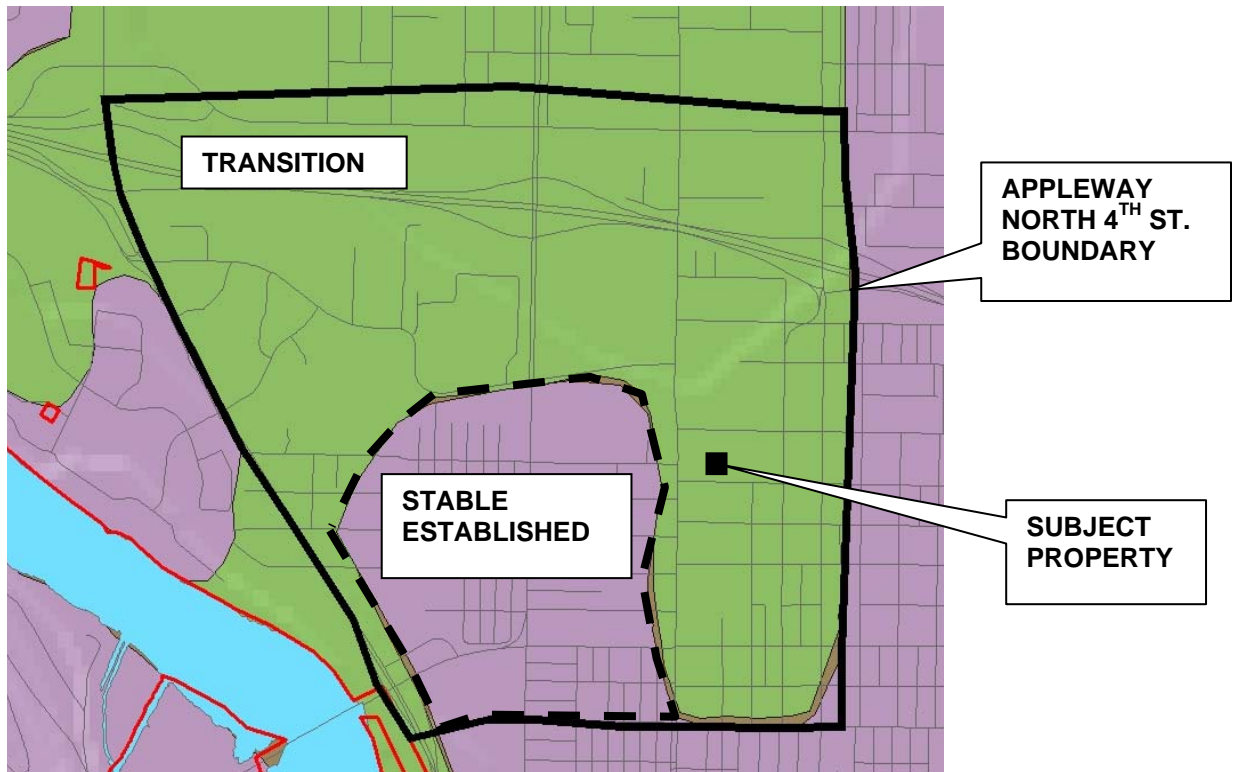 TRANSITION
APPLEWAY
NORTH 4TH ST.
BOUNDARY
STABLE
ESTABLISHED
SUBJECT
PROPERTY